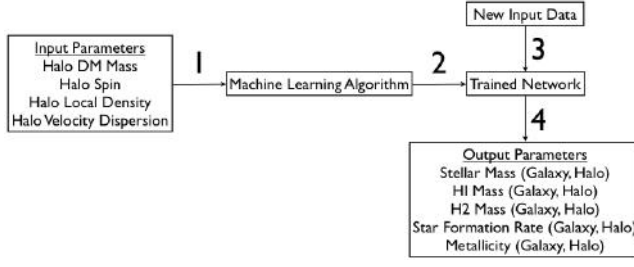 New Input Data
Input Parameters
Halo DM Mass
Halo Spin
Halo Local Density
Halo Velocity Dispersion
1
Machine Learning Algorithm
2
3
Trained Network
4
Output Parameters
Stellar Mass (Galaxy, Halo)
H1 Mass (Galaxy, Halo)
H2 Mass (Galaxy, Halo)
Star Formation Rate (Galaxy, Halo)
Metallicity (Galaxy, Halo)